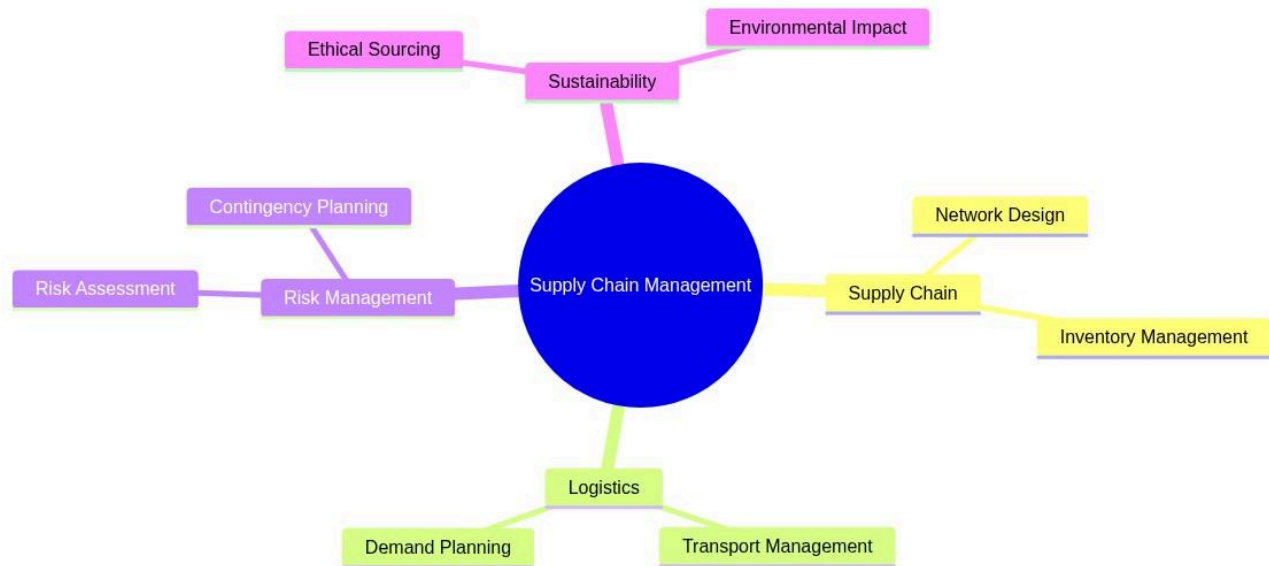 Environmental Impact
Ethical Sourcing
Sustainability
Contingency Planning
Network Design
Risk Assessment
Risk Management
Supply Chain Management
Supply Chain
Inventory Management
Logistics
Demand Planning
Transport Management